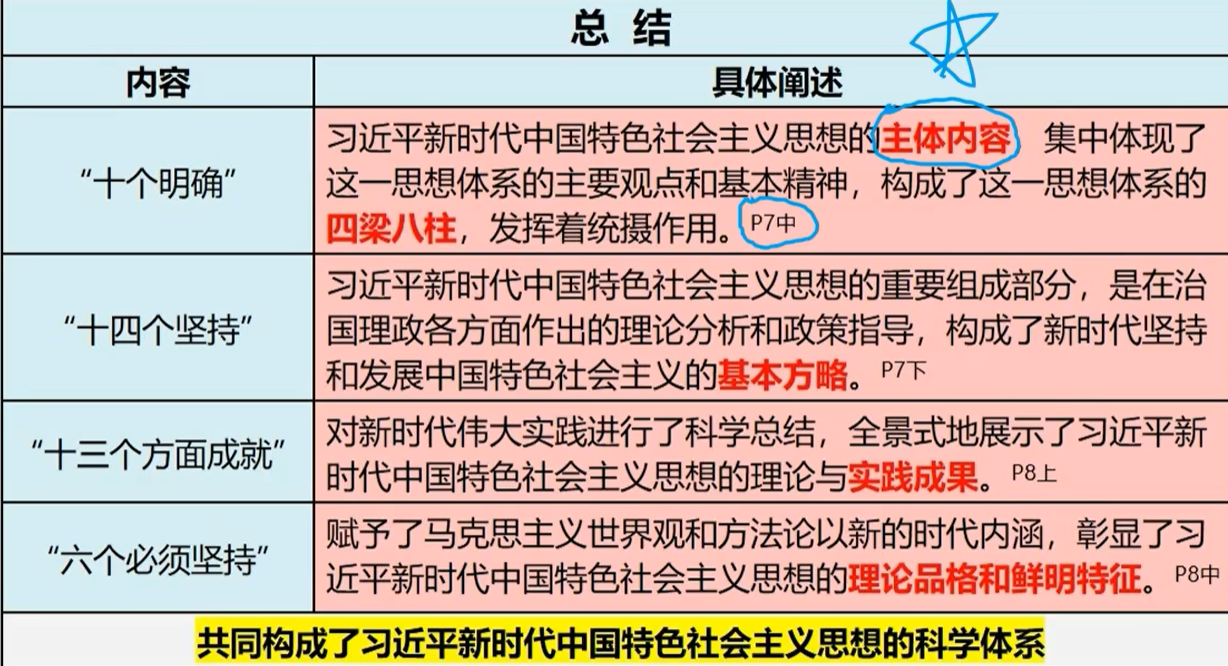 总 结
内容
具体阐述
“十个明确”
习近平新时代中国特色社会主义思想的主体内容 集中体现了
这一思想体系的主要观点和基本精神，构成了这一思想体系的
四梁八柱，发挥着统摄作用。P7中
“十四个坚持”
习近平新时代中国特色社会主义思想的重要组成部分，是在治
国理政各方面作出的理论分析和政策指导，构成了新时代坚持
和发展中国特色社会主义的基本方略。P7下
“十三个方面成就”
对新时代伟大实践进行了科学总结，全景式地展示了习近平新
时代中国特色社会主义思想的理论与实践成果。P8上
“六个必须坚持”
赋予了马克思主义世界观和方法论以新的时代内涵，彰显了习
近平新时代中国特色社会主义思想的理论品格和鲜明特征。P8中
共同构成了习近平新时代中国特色社会主义思想的科学体系